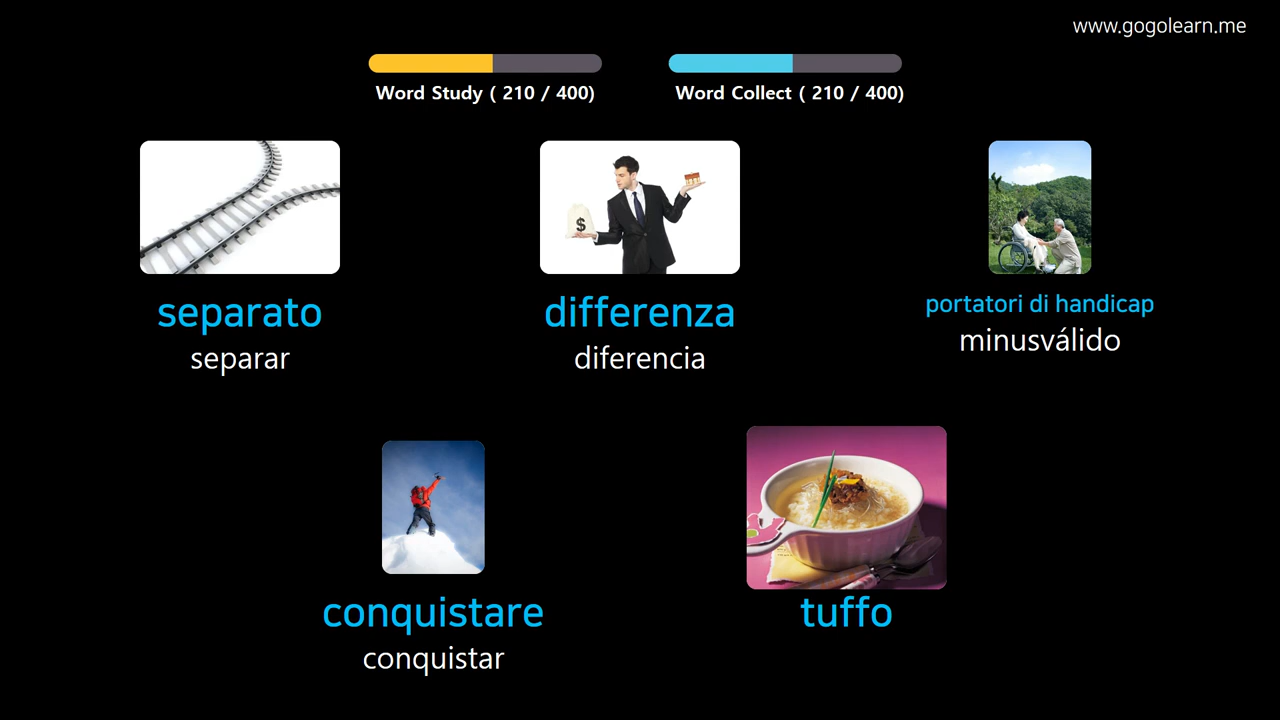 www.gogolearn.me
Word Study ( 210 / 400)
Word Collect ( 210 / 400)
$
separato
separar
differenza
diferencia
portatori di handicap
minusválido
conquistare
conquistar
tuffo